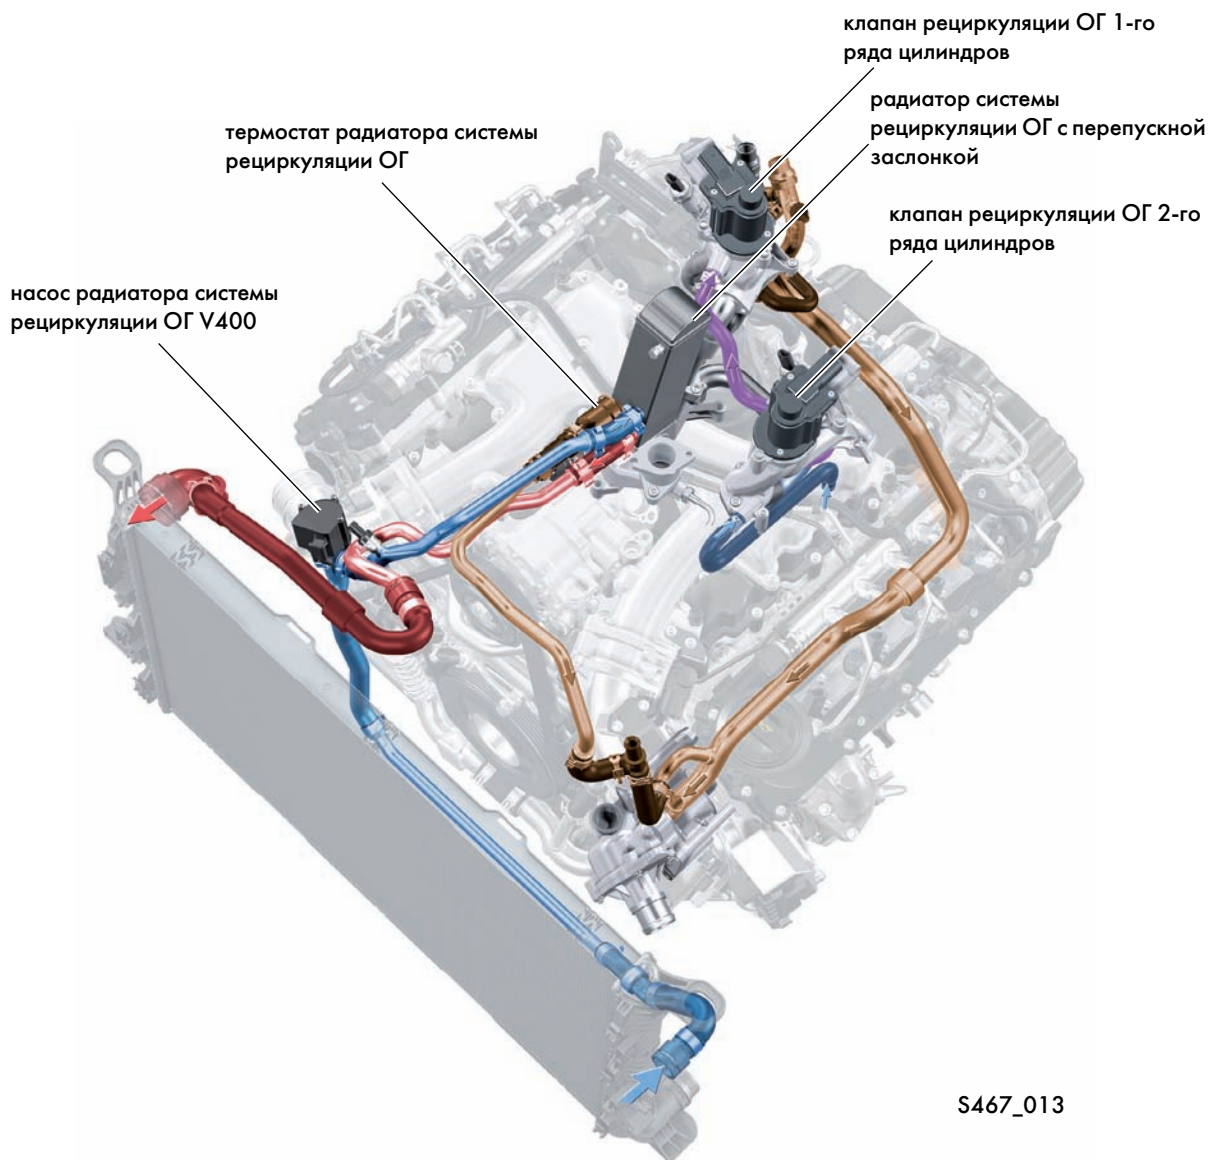 клапан рециркуляции ОГ 1-го
ряда цилиндров
радиатор системы
рециркуляции ОГ с перепускной
заслонкой
термостат радиатора системы
рециркуляции ОГ
клапан рециркуляции ОГ 2-го
ряда цилиндров
насос радиатора системы
рециркуляции ОГ V400
S467_013